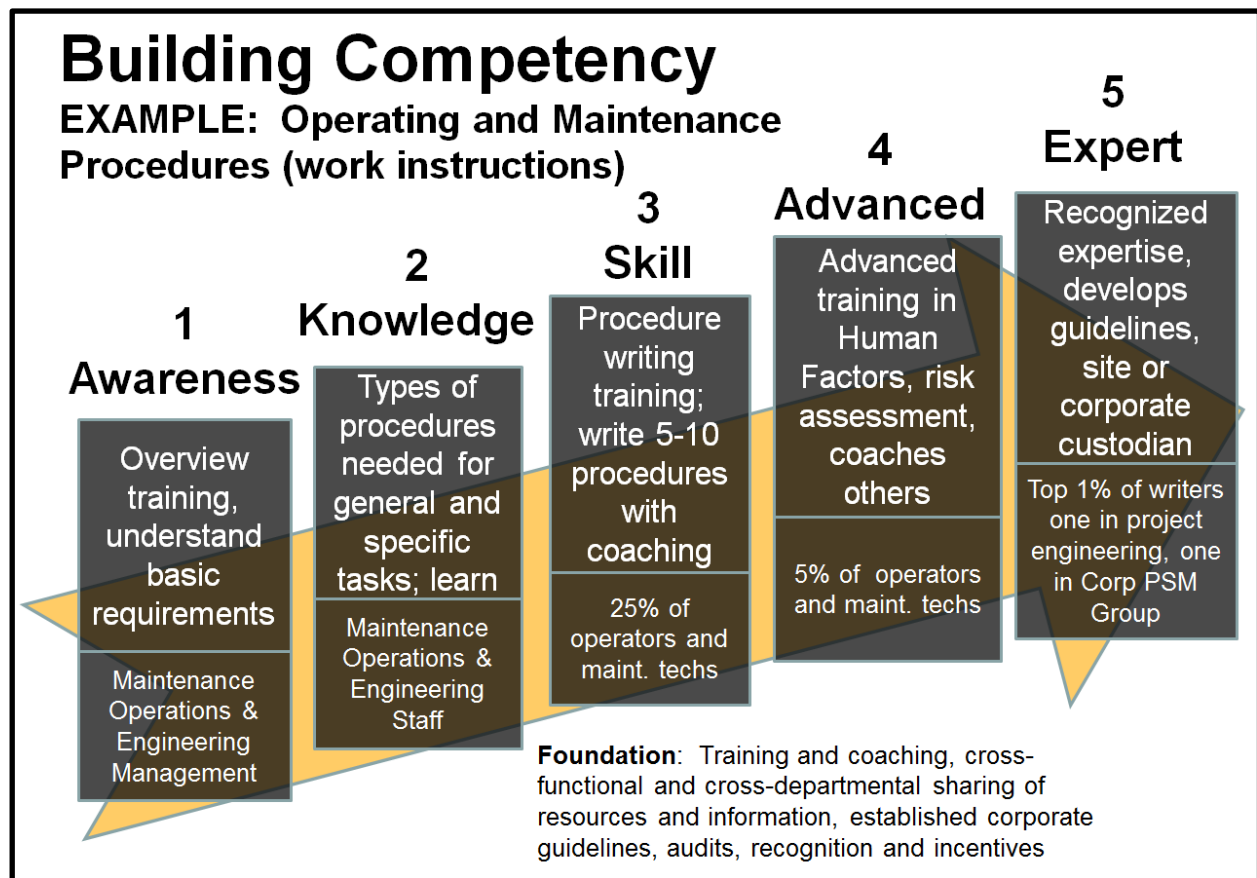 Building Competency
EXAMPLE:  Operating and Maintenance
Procedures (work instructions)
1
Awareness
Overview
training,
understand
basic
requirements
Maintenance
Operations &
Engineering
Management
2
Knowledge
Types of
procedures
needed for
general and
specific
tasks; learn
Maintenance
Operations &
Engineering
Staff
3
Skill
Procedure
writing
training;
write 5-10
procedures
with
coaching
25% of
operators and
maint. techs
4
Advanced
Advanced
training in
Human
Factors, risk
assessment,
coaches
others
5% of  operators
and maint. techs
5
Expert
Recognized
expertise,
develops
guidelines,
site or
corporate
custodian
Top 1% of writers
one in project
engineering, one
in Corp PSM
Group
Foundation:  Training and coaching, cross-
functional and cross-departmental sharing of
resources and information, established corporate
guidelines, audits, recognition and incentives